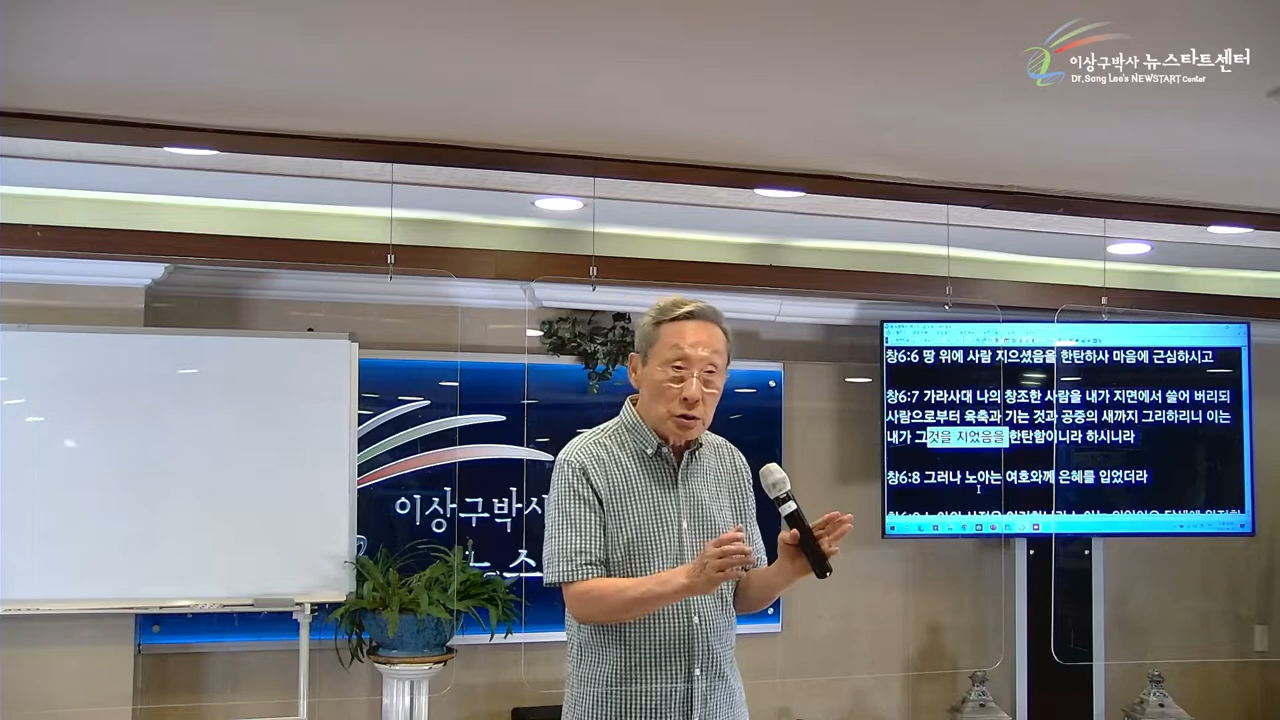 이상구박사 뉴스타트센터
Dr. Sang Lee's NEWSTART Center
창6:6 땅 위에 사람 지으셨음을 한탄하사 마음에 근심하시고
창6:7 가라사대 나의 창조한 사람을 내가 지면에서 쓸어 버리되
사람으로부터 육축과 기는 것과 공중의 새까지 그리하리니 이는
내가 그것을 지었음을 한탄함이니라 하시니라
창6:8 그러나 노아는 여호와께 은혜를 입었더라
이상구박사
뉴스